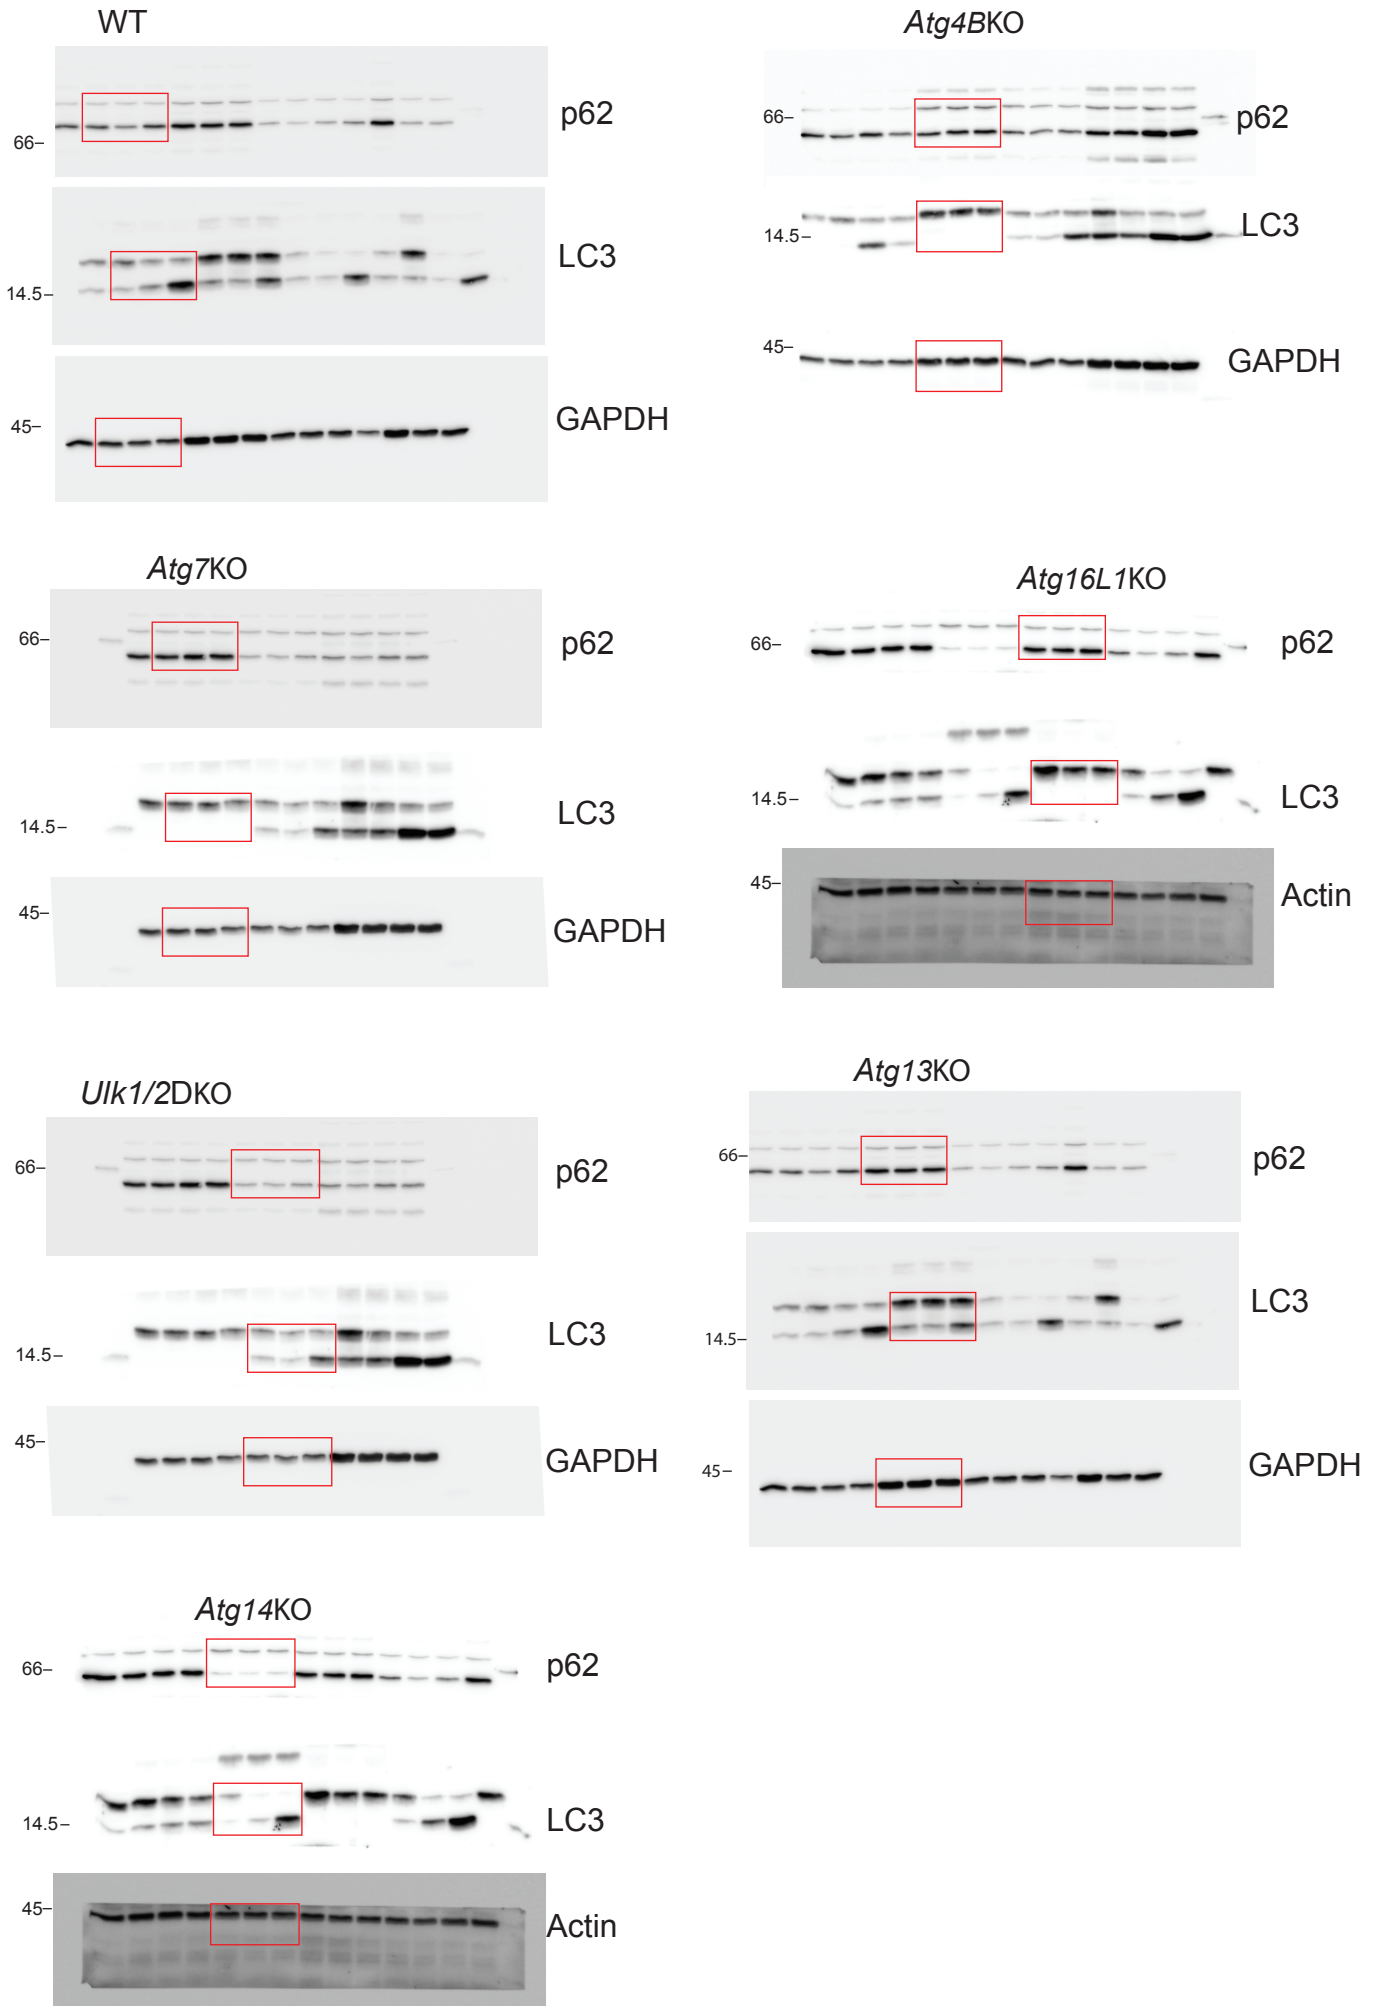 WT
p62
66–
LC3
14.5–
GAPDH
45–
Atg4BKO
p62
66–
LC3
14.5–
GAPDH
45–
Atg7KO
p62
66–
LC3
14.5–
GAPDH
45–
Atg16L1KO
p62
66–
LC3
14.5–
Actin
45–
Ulk1/2DKO
p62
66–
LC3
14.5–
GAPDH
45–
Atg13KO
p62
66–
LC3
14.5–
GAPDH
45–
Atg14KO
p62
66–
LC3
14.5–
Actin
45–